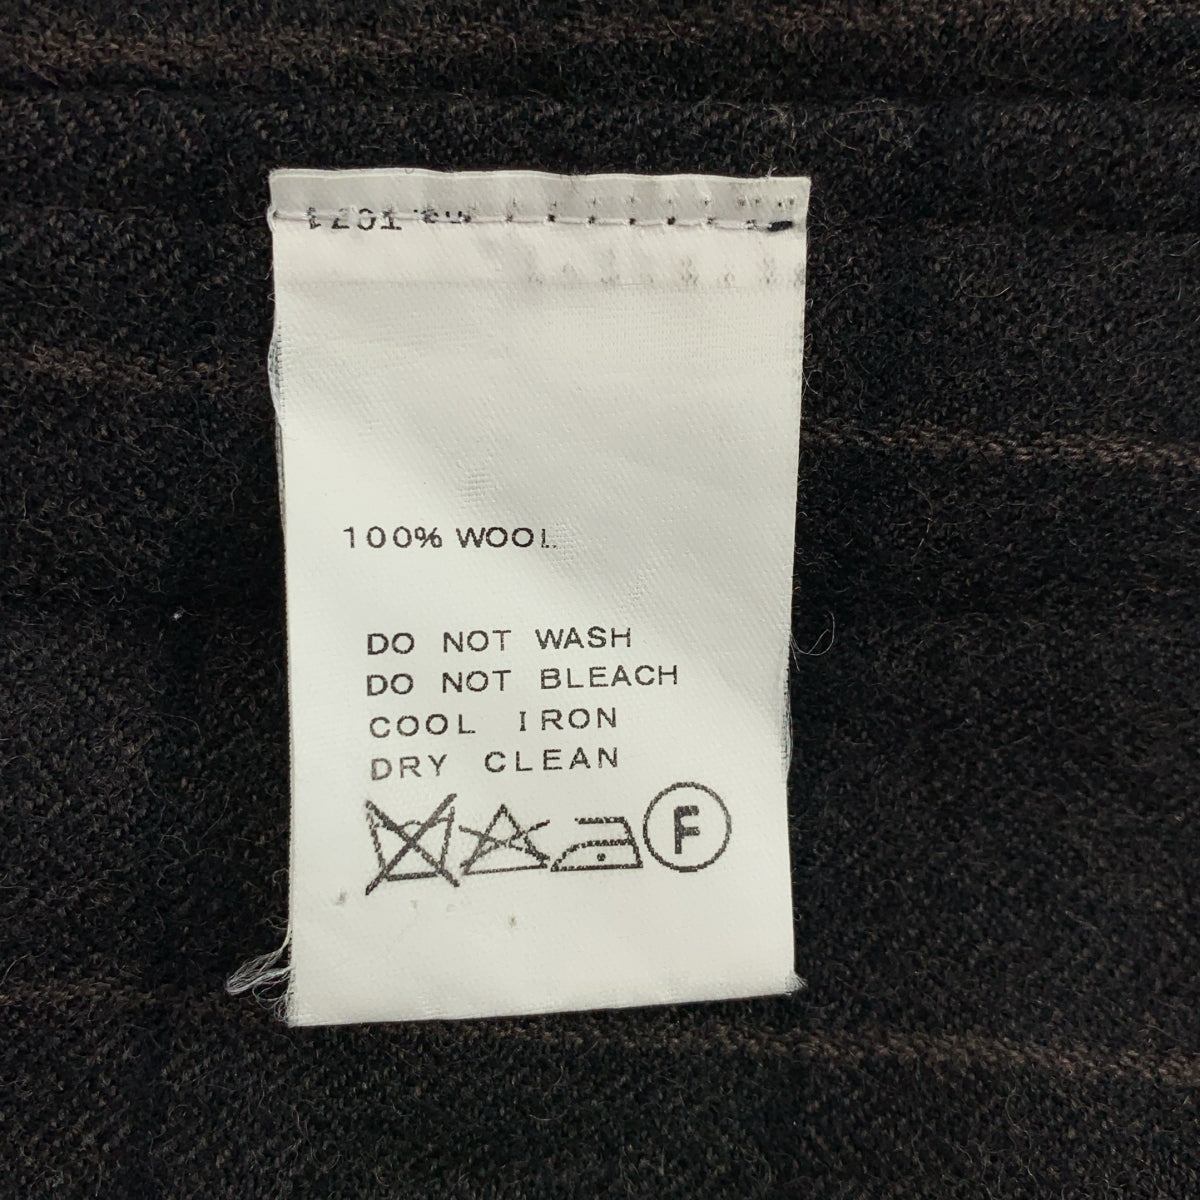 100% WOOL
DO NOT WASH
DO NOT BLEACH
COOL IRON
DRY CLEAN
F